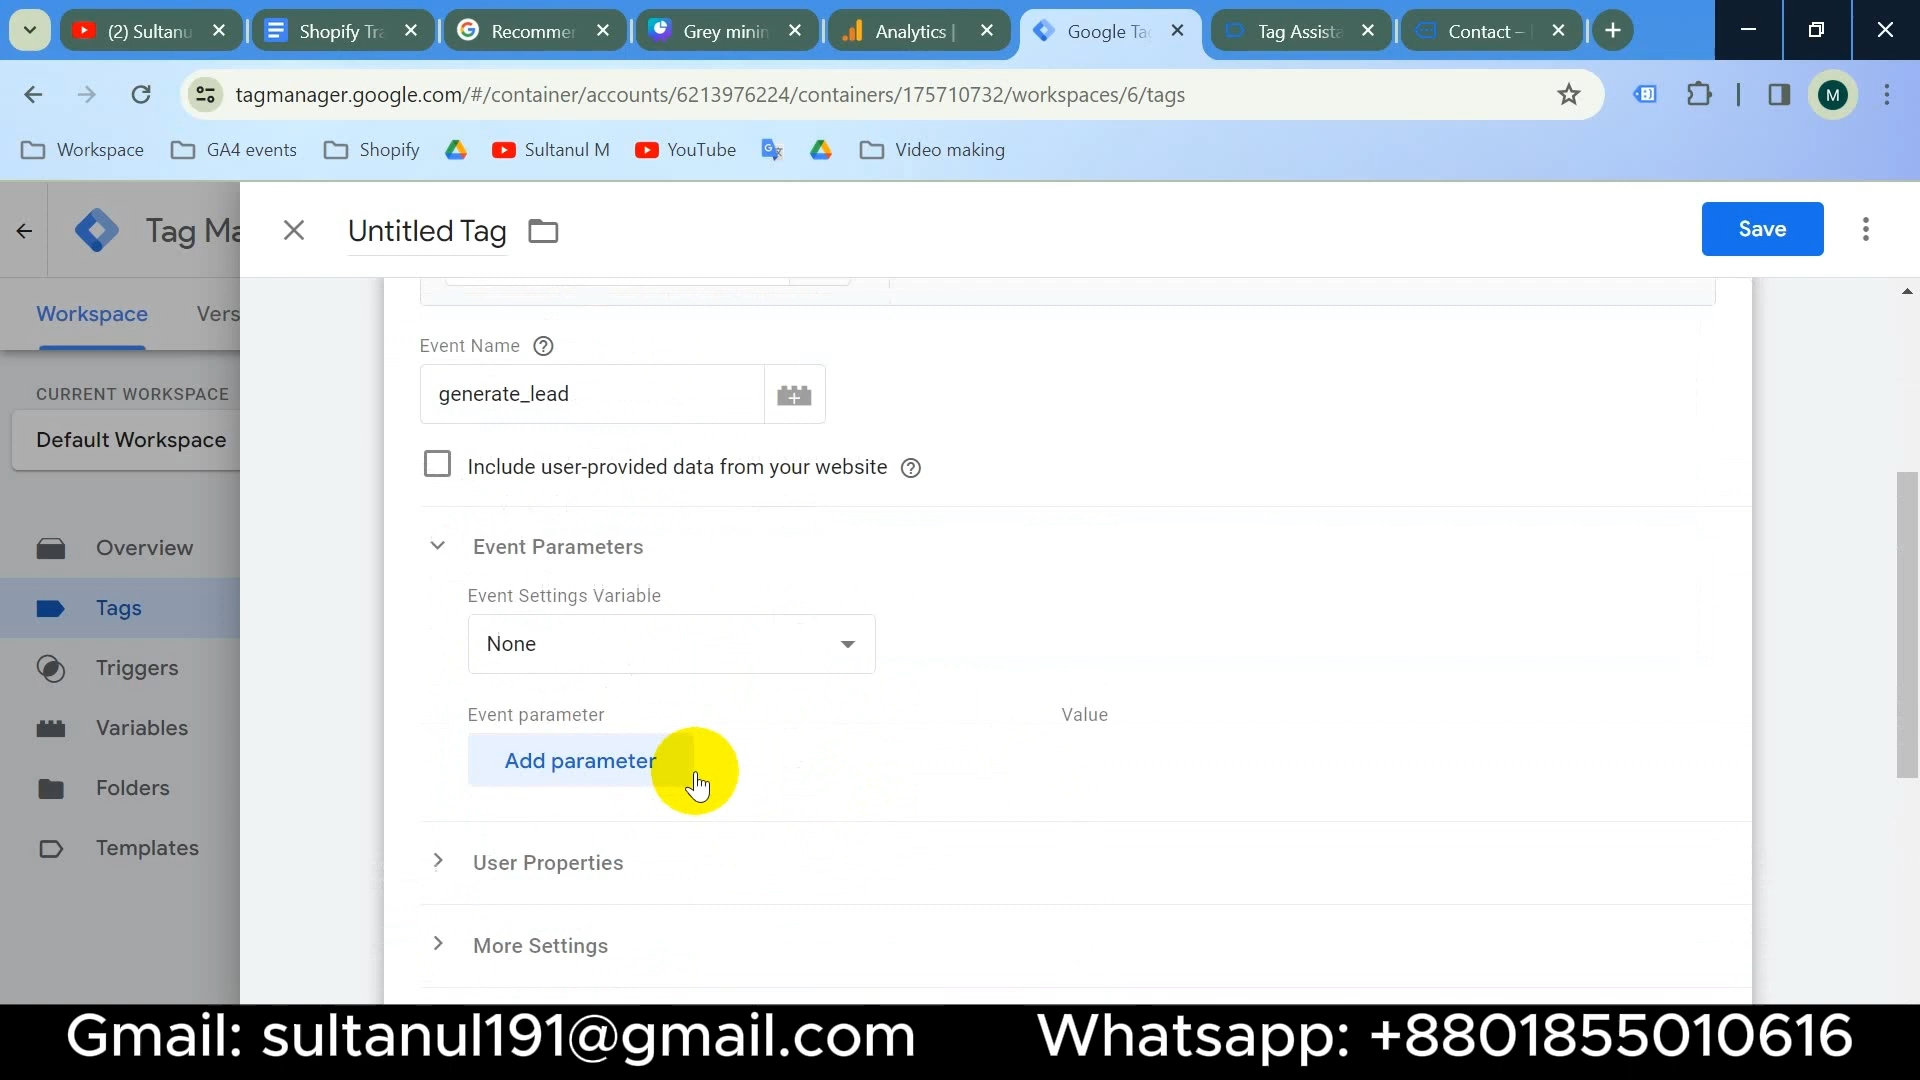 (2) Sultanu
Shopify Tra
Recommen
Grey minin
Analytics |
Google Tag
Tag Assista
Contact –
tagmanager.google.com/#/container/accounts/6213976224/containers/175710732/workspaces/6/tags
M
Workspace
GA4 events
Shopify
Sultanul M
YouTube
Video making
Tag Ma
Untitled Tag
Save
Workspace
Vers
CURRENT WORKSPACE
Default Workspace
Overview
Tags
Triggers
Variables
Folders
Templates
Event Name
generate_lead
Include user-provided data from your website
Event Parameters
Event Settings Variable
None
Event parameter
Value
Add parameter
User Properties
More Settings
Gmail: sultanul191@gmail.com
Whatsapp: +8801855010616